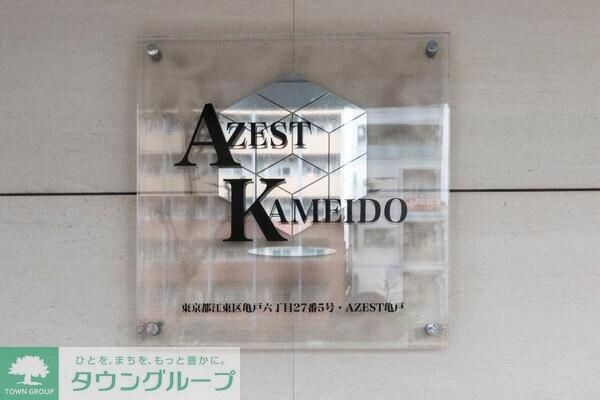 AZEST
KAMEIDO
東京都江東区亀戸六丁目27番5号・AZEST亀戸
ひとを、まちを、もっと豊かに。
TOWN GROUP
タウングループ